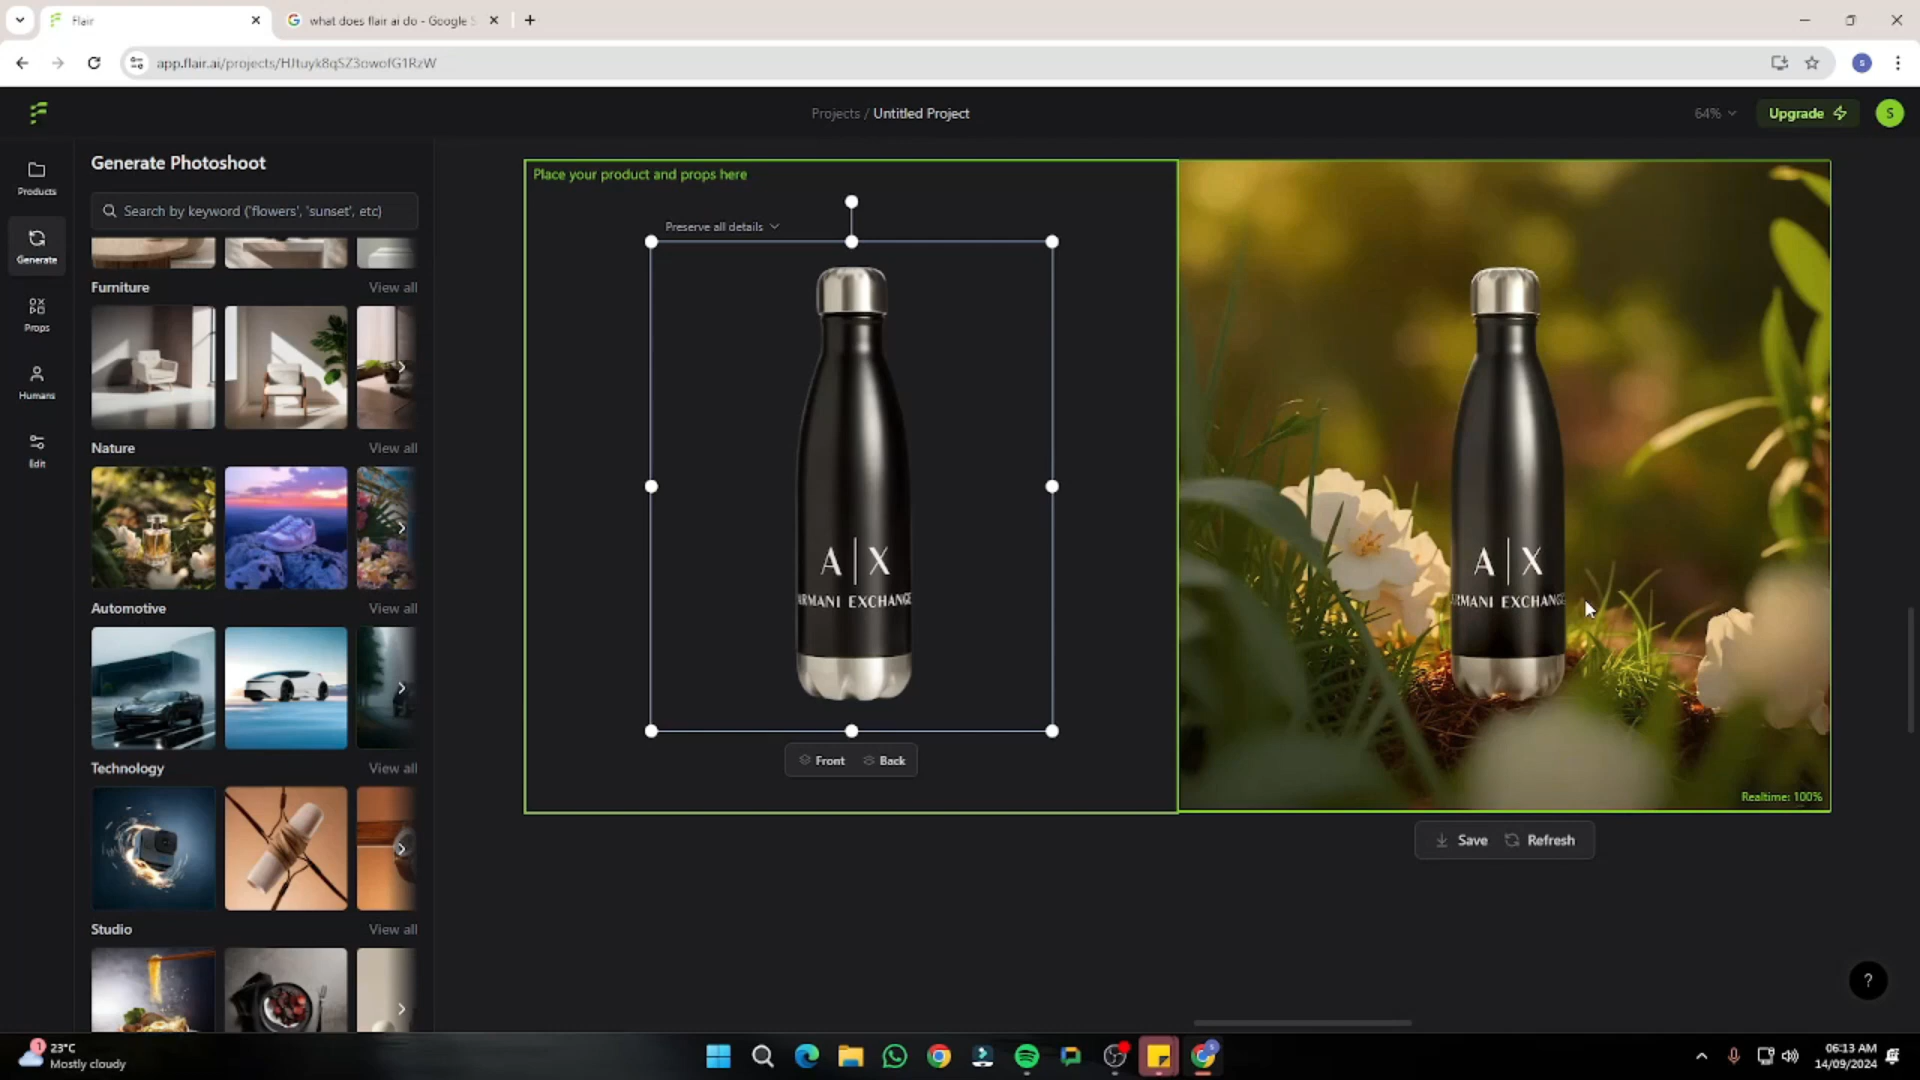 Flair
what does flair ai do - Google S
app.flair.ai/projects/HJtuyk8qSZ3owofG1RzW
Projects / Untitled Project
64%
Upgrade
S
Products
Generate
Props
Humans
Edit
Generate Photoshoot
Search by keyword ('flowers', 'sunset', etc)
Furniture
View all
Nature
View all
Automotive
View all
Technology
View all
Studio
View all
Place your product and props here
Preserve all details
A|X
ARMANI EXCHANGE
Front
Back
A|X
ARMANI EXCHANGE
Realtime: 100%
Save
Refresh
?
1
23°C
Mostly cloudy
06:13 AM
14/09/2024